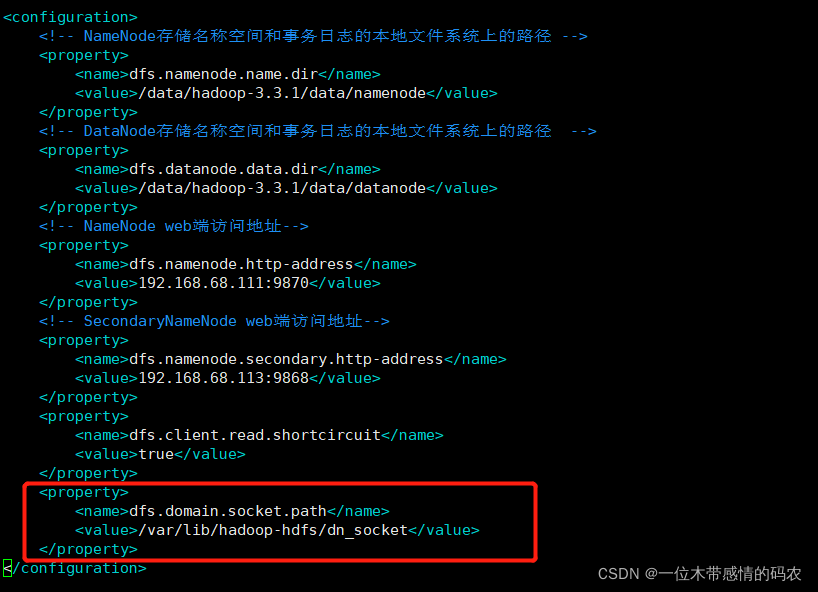 <configuration>
    <!-- NameNode存储名称空间和事务日志的本地文件系统上的路径 -->
    <property>
        <name>dfs.namenode.name.dir</name>
        <value>/data/hadoop-3.3.1/data/namenode</value>
    </property>
    <!-- DataNode存储名称空间和事务日志的本地文件系统上的路径  -->
    <property>
        <name>dfs.datanode.data.dir</name>
        <value>/data/hadoop-3.3.1/data/datanode</value>
    </property>
    <!-- NameNode web端访问地址-->
    <property>
        <name>dfs.namenode.http-address</name>
        <value>192.168.68.111:9870</value>
    </property>
    <!-- SecondaryNameNode web端访问地址-->
    <property>
        <name>dfs.namenode.secondary.http-address</name>
        <value>192.168.68.113:9868</value>
    </property>
    <property>
        <name>dfs.client.read.shortcircuit</name>
        <value>true</value>
    </property>
    <property>
        <name>dfs.domain.socket.path</name>
        <value>/var/lib/hadoop-hdfs/dn_socket</value>
    </property>
</configuration>
CSDN @一位木带感情的码农